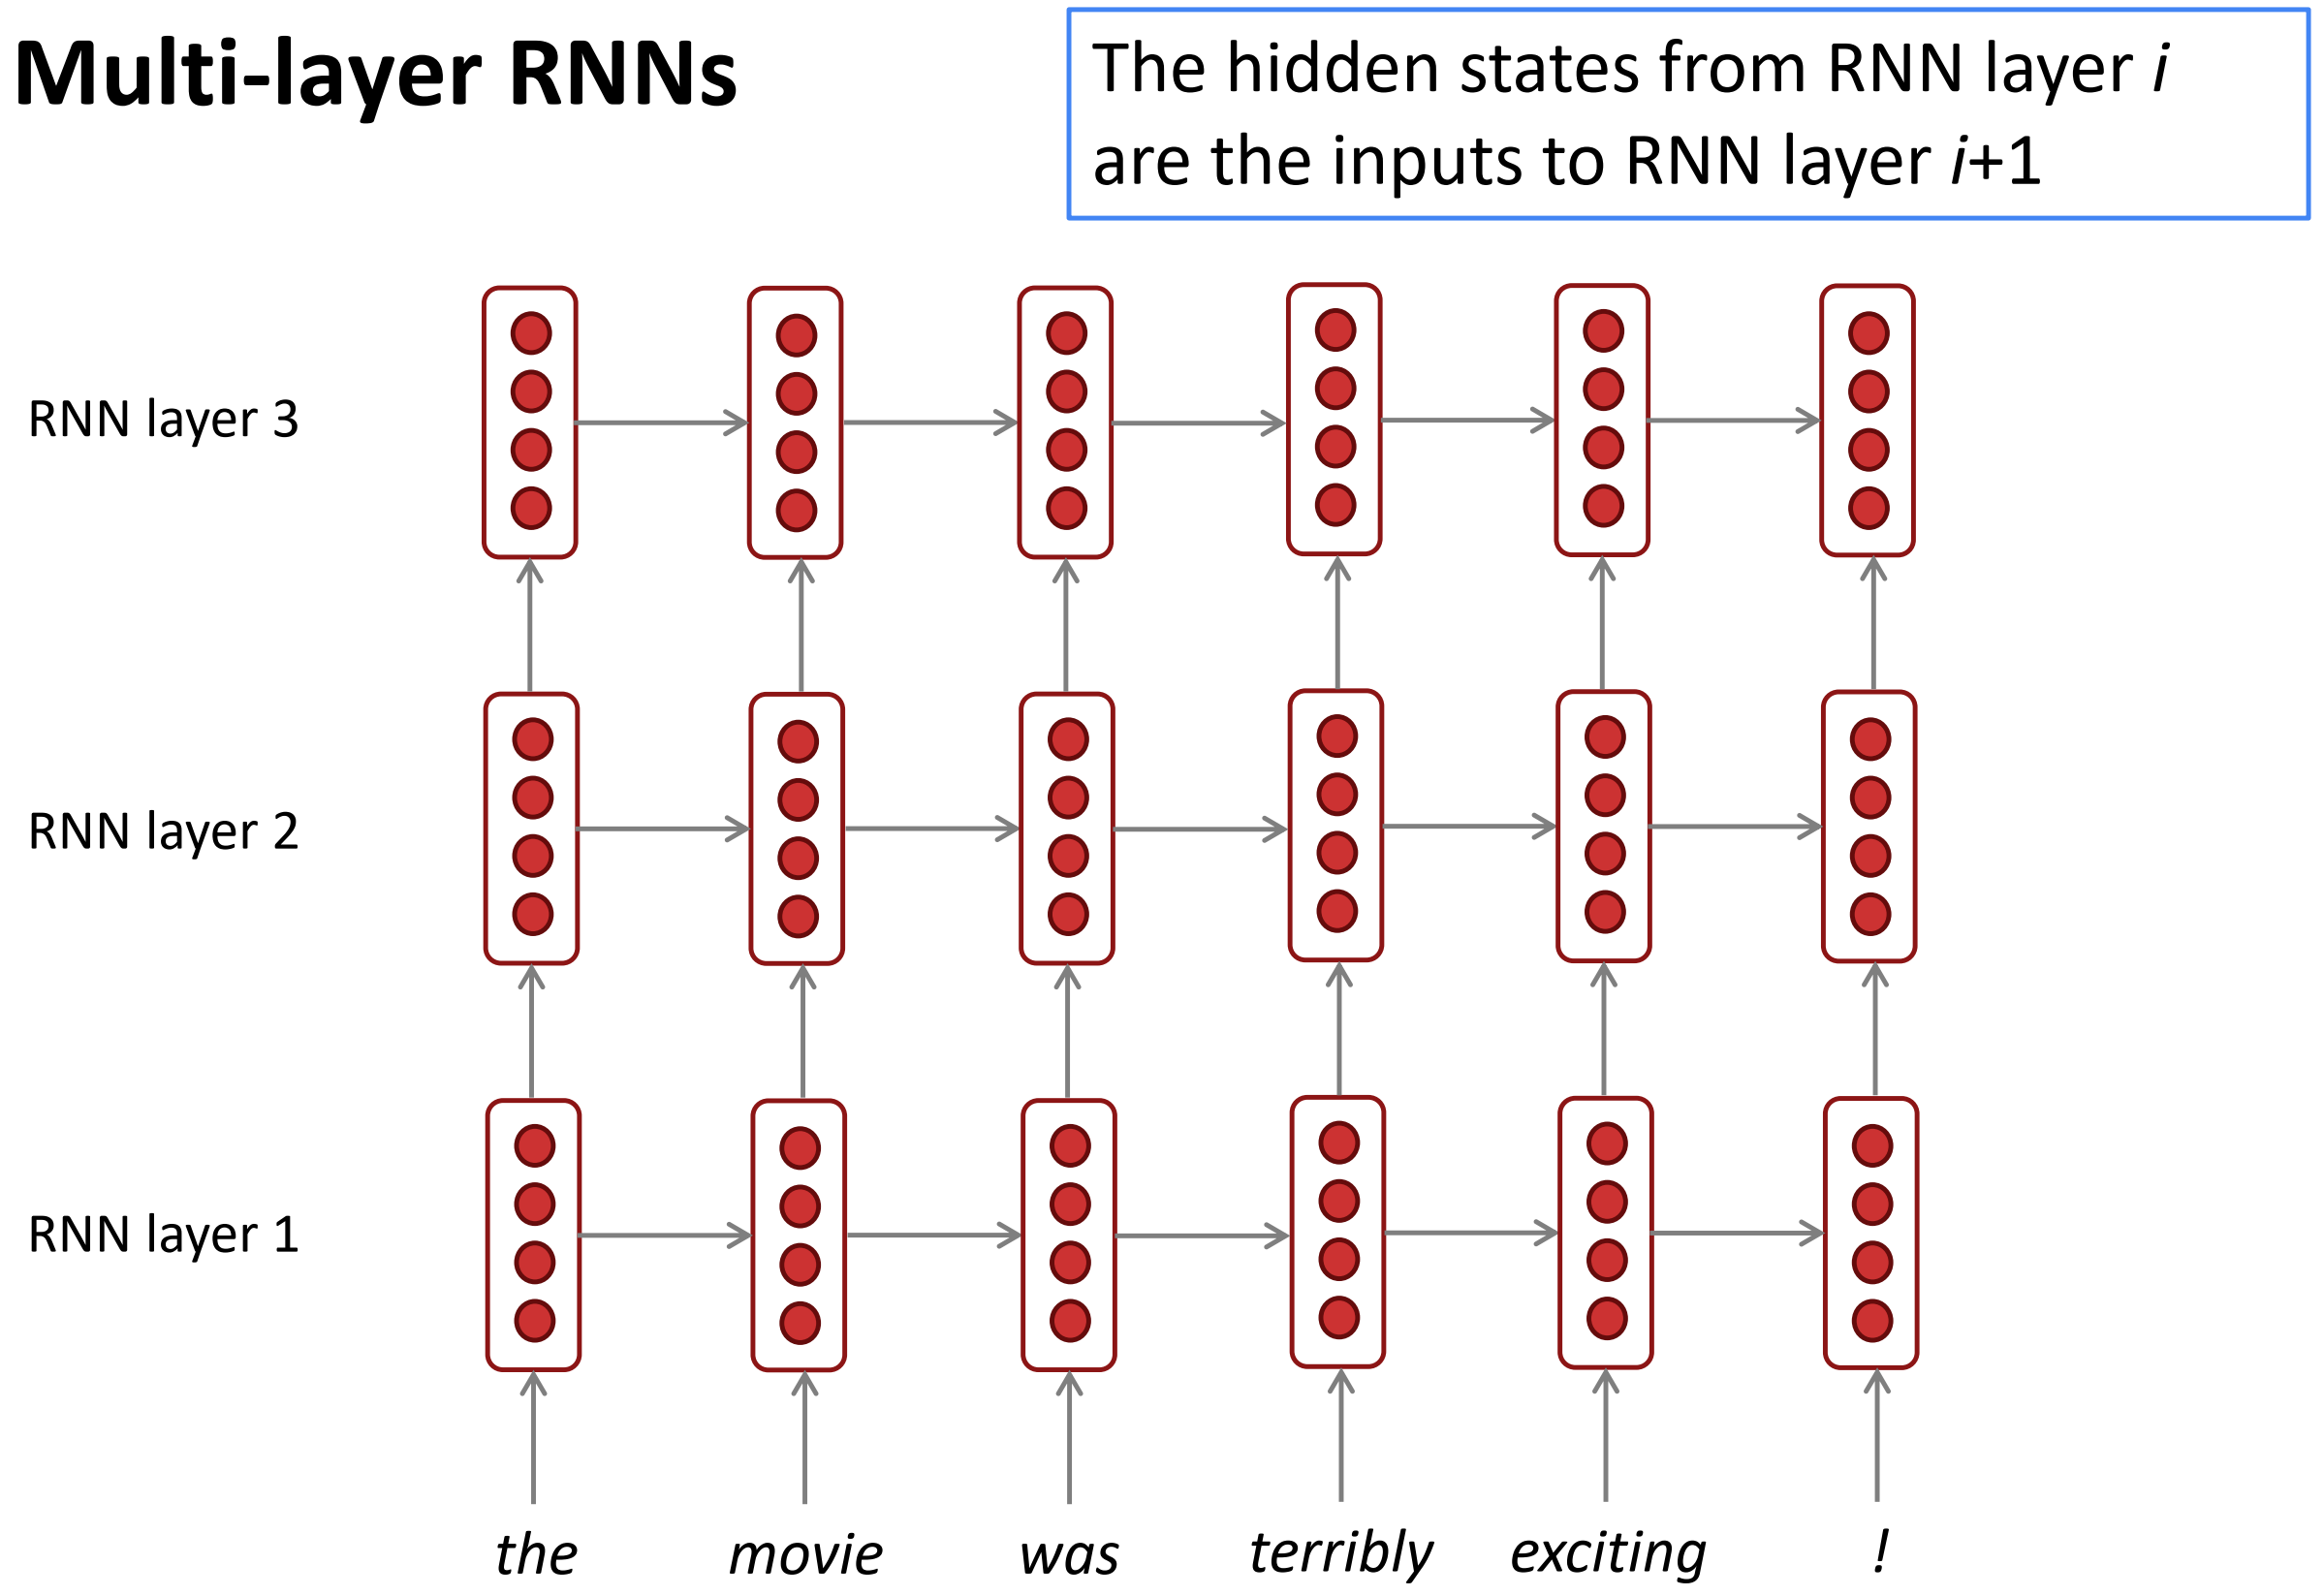 Multi-layer RNNs
The hidden states from RNN layer i
are the inputs to RNN layer i+1
RNN layer 3
RNN layer 2
RNN layer 1
the movie was terribly exciting !